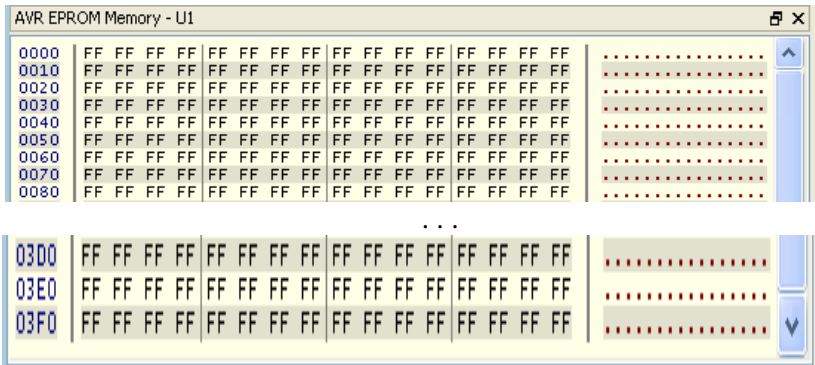 AVR EPROM Memory - U1
0000 FF FF FF FF FF FF FF FF FF FF FF FF FF FF FF FF ................
0010 FF FF FF FF FF FF FF FF FF FF FF FF FF FF FF FF ................
0020 FF FF FF FF FF FF FF FF FF FF FF FF FF FF FF FF ................
0030 FF FF FF FF FF FF FF FF FF FF FF FF FF FF FF FF ................
0040 FF FF FF FF FF FF FF FF FF FF FF FF FF FF FF FF ................
0050 FF FF FF FF FF FF FF FF FF FF FF FF FF FF FF FF ................
0060 FF FF FF FF FF FF FF FF FF FF FF FF FF FF FF FF ................
0070 FF FF FF FF FF FF FF FF FF FF FF FF FF FF FF FF ................
0080 FF FF FF FF FF FF FF FF FF FF FF FF FF FF FF FF ................
...
03D0 FF FF FF FF FF FF FF FF FF FF FF FF FF FF FF FF ................
03E0 FF FF FF FF FF FF FF FF FF FF FF FF FF FF FF FF ................
03F0 FF FF FF FF FF FF FF FF FF FF FF FF FF FF FF FF ................